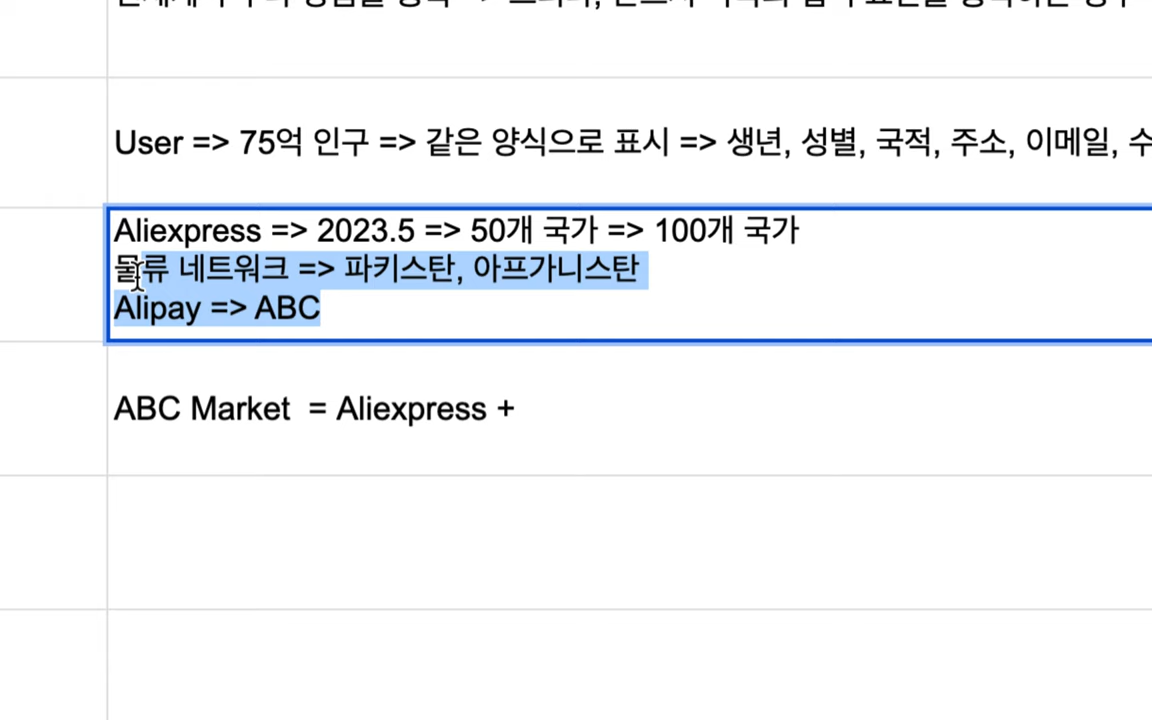 User => 75억 인구 => 같은 양식으로 표시 => 생년, 성별, 국적, 주소, 이메일, 수
Aliexpress => 2023.5 => 50개 국가 => 100개 국가
물류 네트워크 => 파키스탄, 아프가니스탄
Alipay => ABC
ABC Market  = Aliexpress +